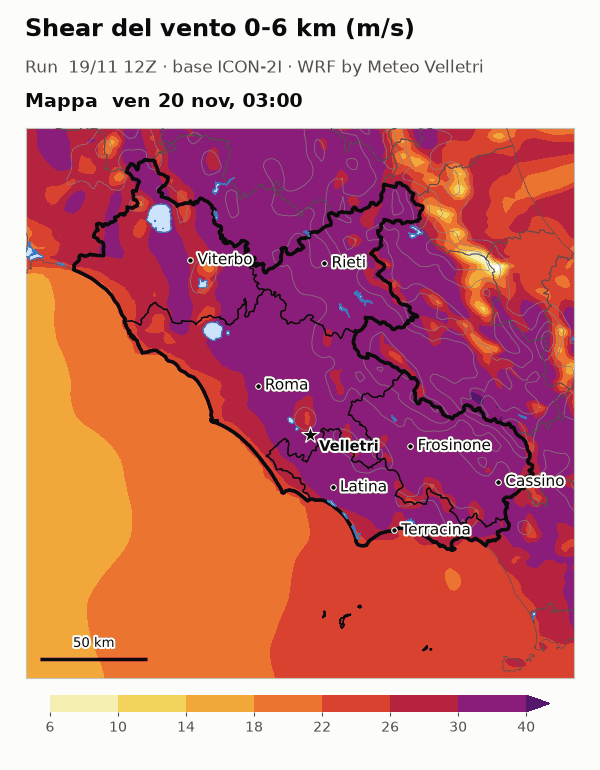 Shear del vento 0-6 km (m/s)
Run  19/11 12Z · base ICON-2I · WRF by Meteo Velletri
Mappa  ven 20 nov, 03:00
Viterbo
Rieti
Roma
Velletri
Frosinone
Latina
Cassino
Terracina
50 km
6 10 14 18 22 26 30 40